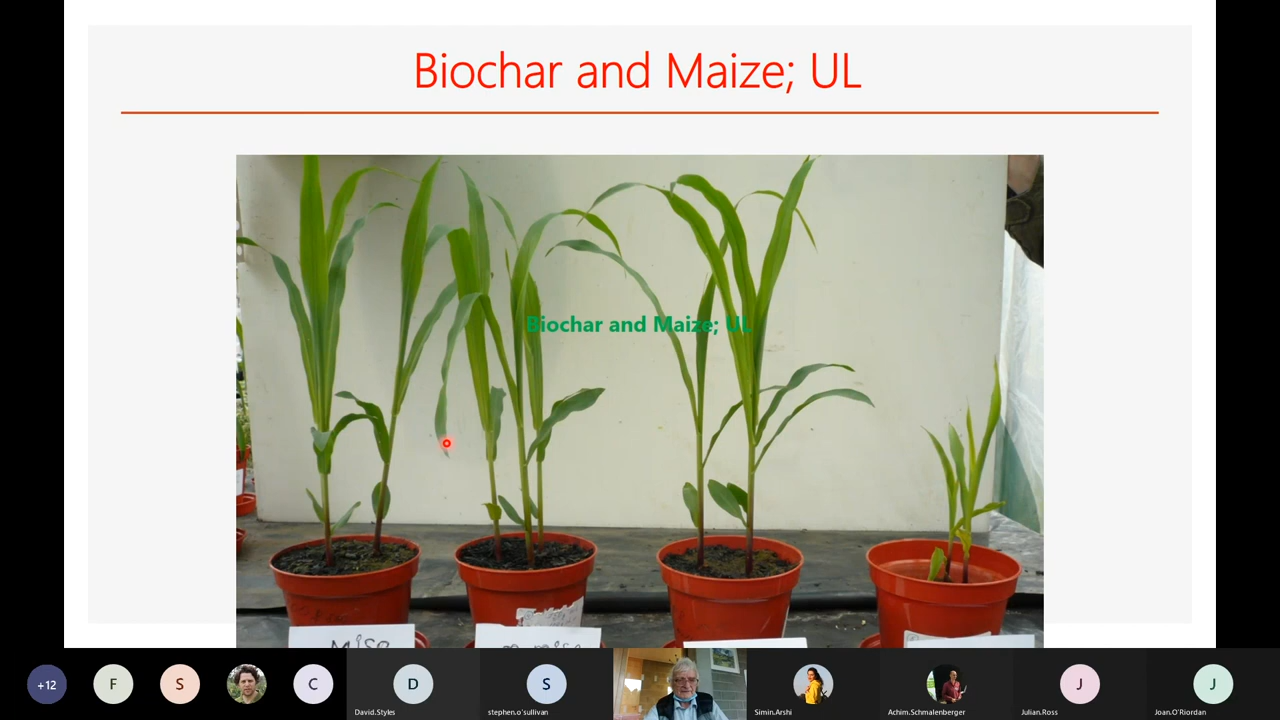 Biochar and Maize; UL
Biochar and Maize; UL
+12
F
S
C
D
S
J
J
David.Styles
stephen.o'sullivan
Simin.Arshi
Achim.Schmalenberger
Julian.Ross
Joan.O'Riordan